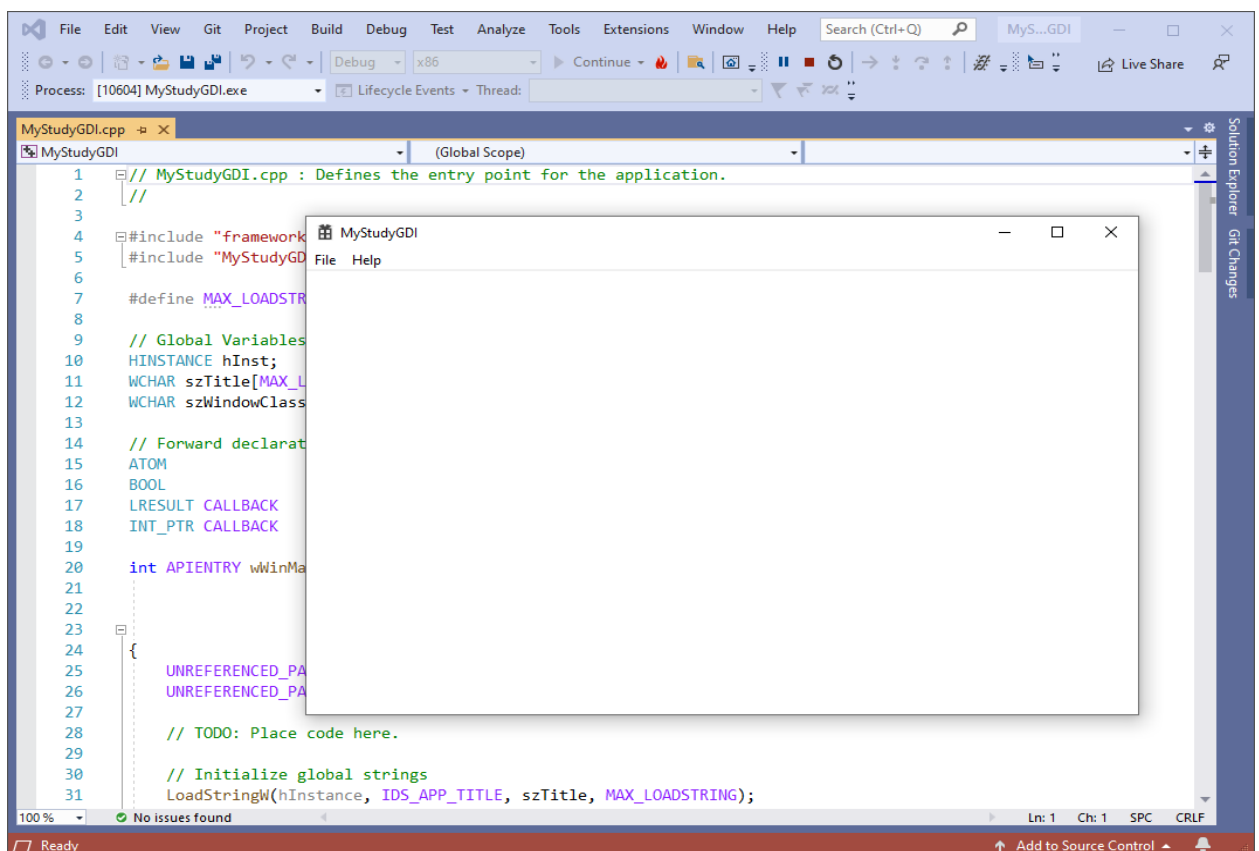 File Edit View Git Project Build Debug Test Analyze Tools Extensions Window Help Search (Ctrl+Q) MyS...GDI
Debug x86 Continue Live Share
Process: [10604] MyStudyGDI.exe Lifecycle Events Thread:
MyStudyGDI.cpp
MyStudyGDI (Global Scope)
1 // MyStudyGDI.cpp : Defines the entry point for the application.
2 //
3
4 #include "framework
5 #include "MyStudyGD
6
7 #define MAX_LOADSTR
8
9 // Global Variables
10 HINSTANCE hInst;
11 WCHAR szTitle[MAX_L
12 WCHAR szWindowClass
13
14 // Forward declarat
15 ATOM
16 BOOL
17 LRESULT CALLBACK
18 INT_PTR CALLBACK
19
20 int APIENTRY wWinMa
21
22
23
24 {
25 UNREFERENCED_PA
26 UNREFERENCED_PA
27
28 // TODO: Place code here.
29
30 // Initialize global strings
31 LoadStringW(hInstance, IDS_APP_TITLE, szTitle, MAX_LOADSTRING);
MyStudyGDI
File Help
Solution Explorer
Git Changes
100 % No issues found Ln: 1 Ch: 1 SPC CRLF
Ready Add to Source Control